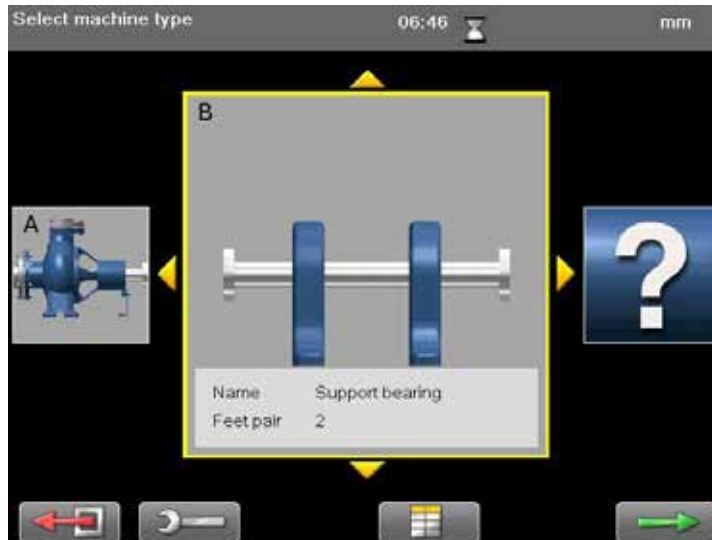 Select machine type 06:46 mm
B
A
?
Name Support bearing
Feet pair 2